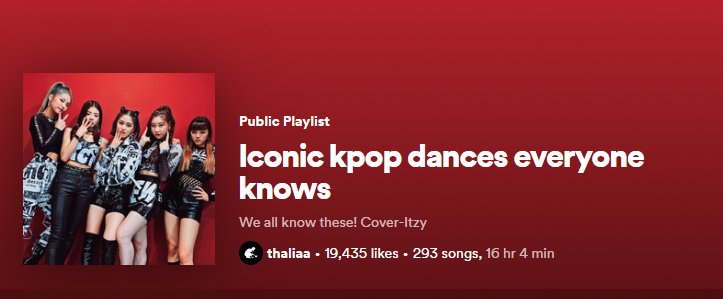 Public Playlist
Iconic kpop dances everyone
knows
We all know these! Cover-Itzy
thaliaa • 19,435 likes • 293 songs, 16 hr 4 min